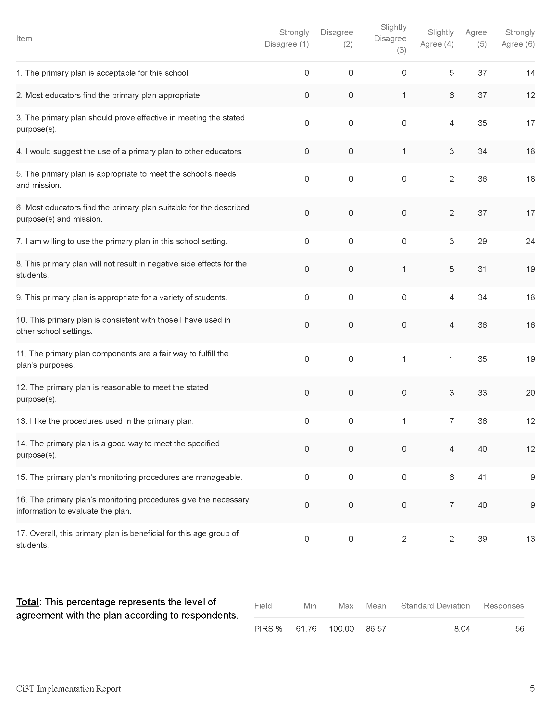 Item Strongly Disagree (1) Disagree (2) Slightly Disagree (3) Slightly Agree (4) Agree (5) Strongly Agree (6)
1. The primary plan is acceptable for this school 0 0 0 5 37 14
2. Most educators find the primary plan appropriate 0 0 1 6 37 12
3. The primary plan should prove effective in meeting the stated
purpose(s). 0 0 0 4 35 17
4. I would suggest the use of a primary plan to other educators. 0 0 1 3 34 18
5. The primary plan is appropriate to meet the school's needs
and mission. 0 0 0 2 36 18
6. Most educators find the primary plan suitable for the described
purpose(s) and mission. 0 0 0 2 37 17
7. I am willing to use the primary plan in this school setting. 0 0 0 3 29 24
8. This primary plan will not result in negative side effects for the
students. 0 0 1 5 31 19
9. This primary plan is appropriate for a variety of students. 0 0 0 4 34 18
10. This primary plan is consistent with those I have used in
other school settings. 0 0 0 4 36 16
11. The primary plan components are a fair way to fulfill the
plan's purposes 0 0 1 1 35 19
12. The primary plan is reasonable to meet the stated
purpose(s). 0 0 0 3 33 20
13. I like the procedures used in the primary plan. 0 0 1 7 36 12
14. The primary plan is a good way to meet the specified
purpose(s). 0 0 0 4 40 12
15. The primary plan's monitoring procedures are manageable. 0 0 0 6 41 9
16. The primary plan's monitoring procedures give the necessary
information to evaluate the plan. 0 0 0 7 40 9
17. Overall, this primary plan is beneficial for this age group of
students. 0 0 2 2 39 13
Total: This percentage represents the level of
agreement with the plan according to respondents.
Field Min Max Mean Standard Deviation Responses
PIRS % 61.76 100.00 86.57 8.04 56
Ci3T Implementation Report 5